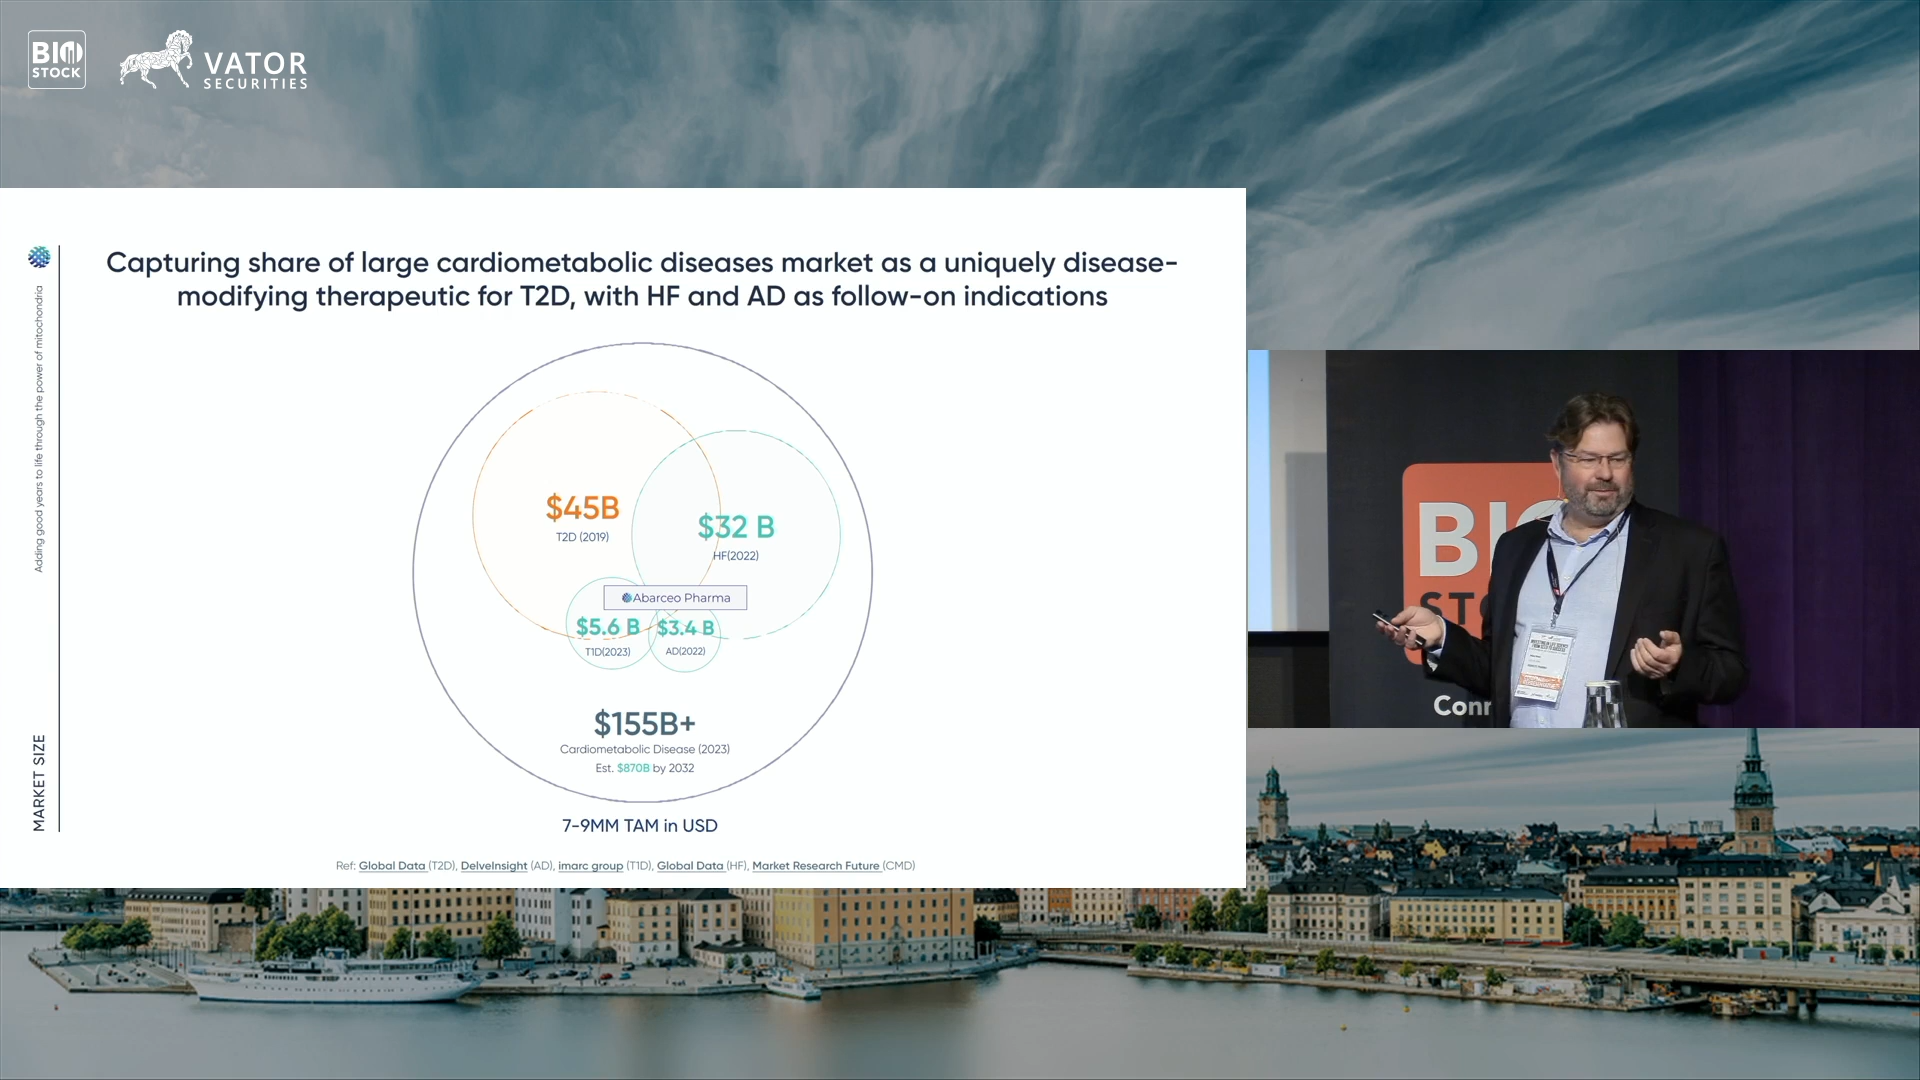 BIO
STOCK
VATOR
SECURITIES
Capturing share of large cardiometabolic diseases market as a uniquely disease-
modifying therapeutic for T2D, with HF and AD as follow-on indications
Adding good years to life through the power of mitochondria
MARKET SIZE
$45B
T2D (2019)
$32 B
HF(2022)
Abarceo Pharma
$5.6 B
T1D(2023)
$3.4 B
AD(2022)
$155B+
Cardiometabolic Disease (2023)
Est. $870B by 2032
7-9MM TAM in USD
Ref: Global Data (T2D), DelveInsight (AD), imarc group (T1D), Global Data (HF), Market Research Future (CMD)
BIO
STO
Conn